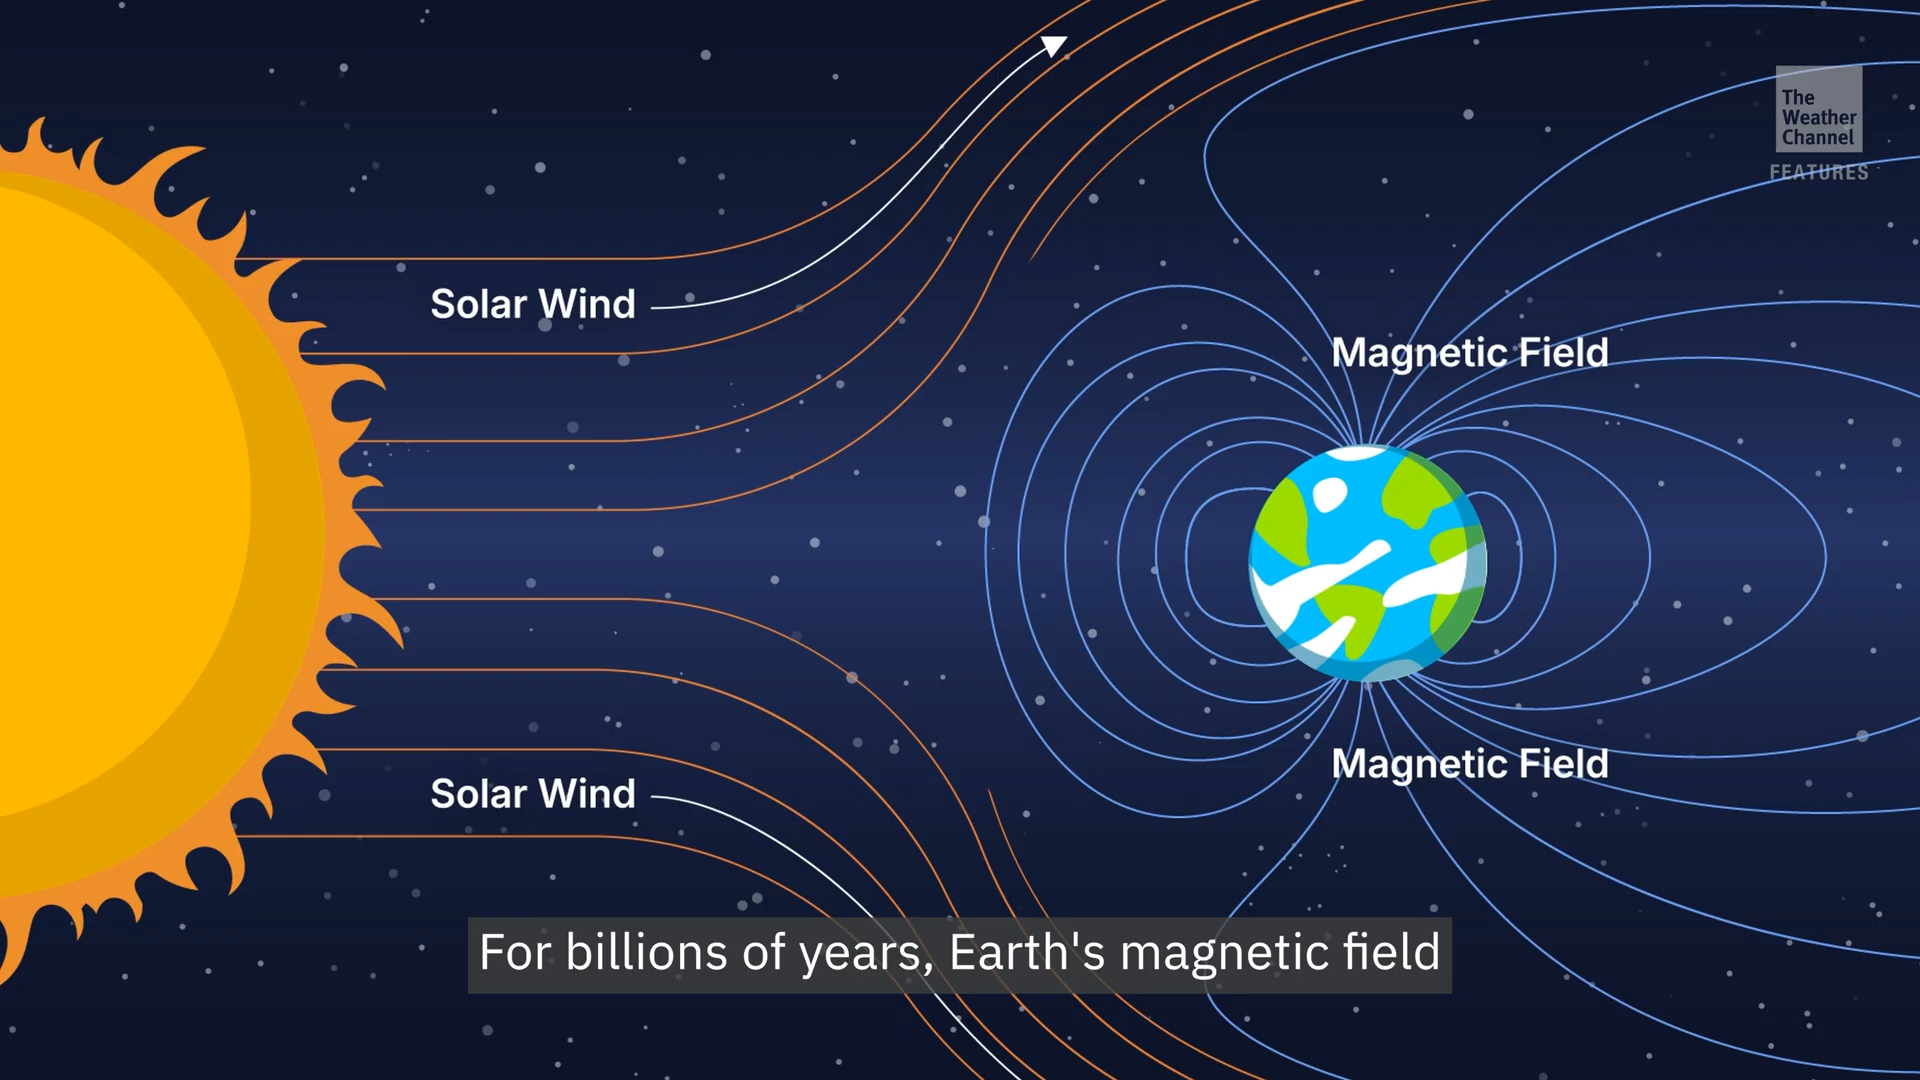 The
Weather
Channel
FEATURES
Solar Wind
Magnetic Field
Magnetic Field
Solar Wind
For billions of years, Earth's magnetic field